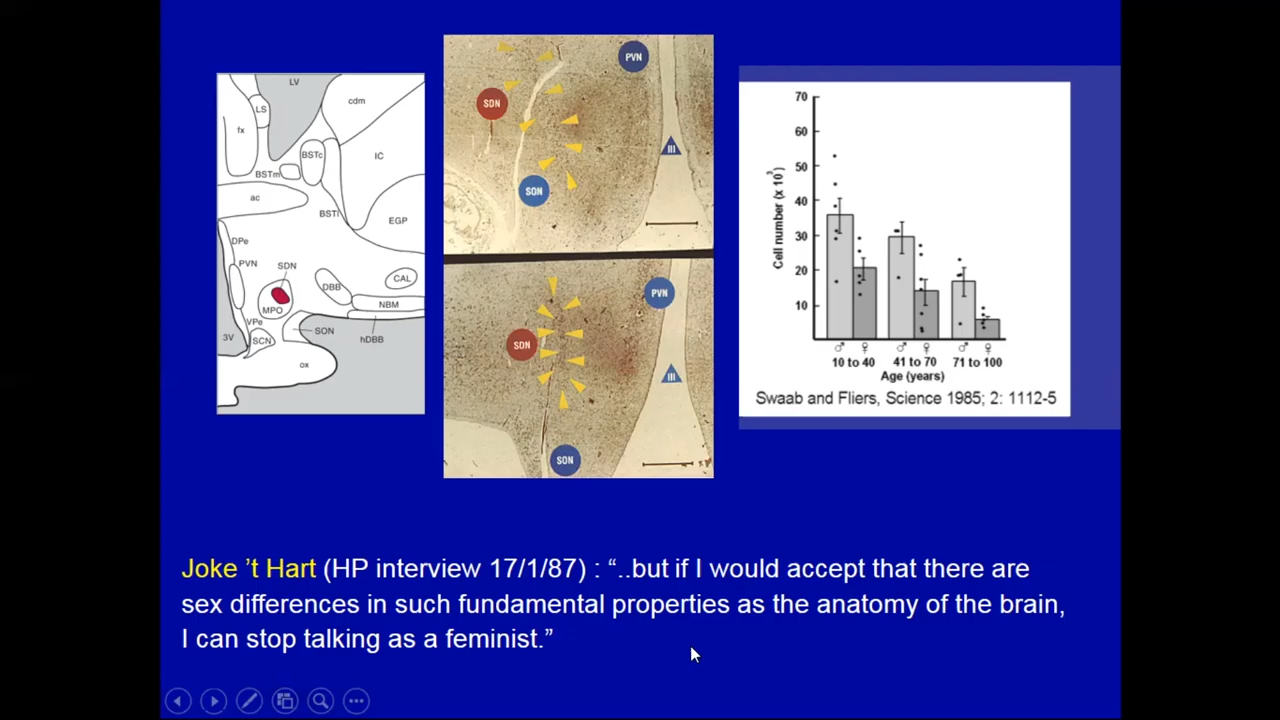 LV
LS
cdm
fx
BSTc
IC
BSTm
ac
BSTl
EGP
DPe
PVN
SDN
DBB
CAL
MPO
NBM
VPe
SON
3V
SCN
hDBB
ox
PVN
SDN
III
SON
PVN
SDN
III
SON
70
60
50
40
30
20
10
Cell number (x 10³)
♂ ♀ ♂ ♀ ♂ ♀
10 to 40 41 to 70 71 to 100
Age (years)
Swaab and Fliers, Science 1985; 2: 1112-5
Joke ’t Hart (HP interview 17/1/87) : “..but if I would accept that there are
sex differences in such fundamental properties as the anatomy of the brain,
I can stop talking as a feminist.”